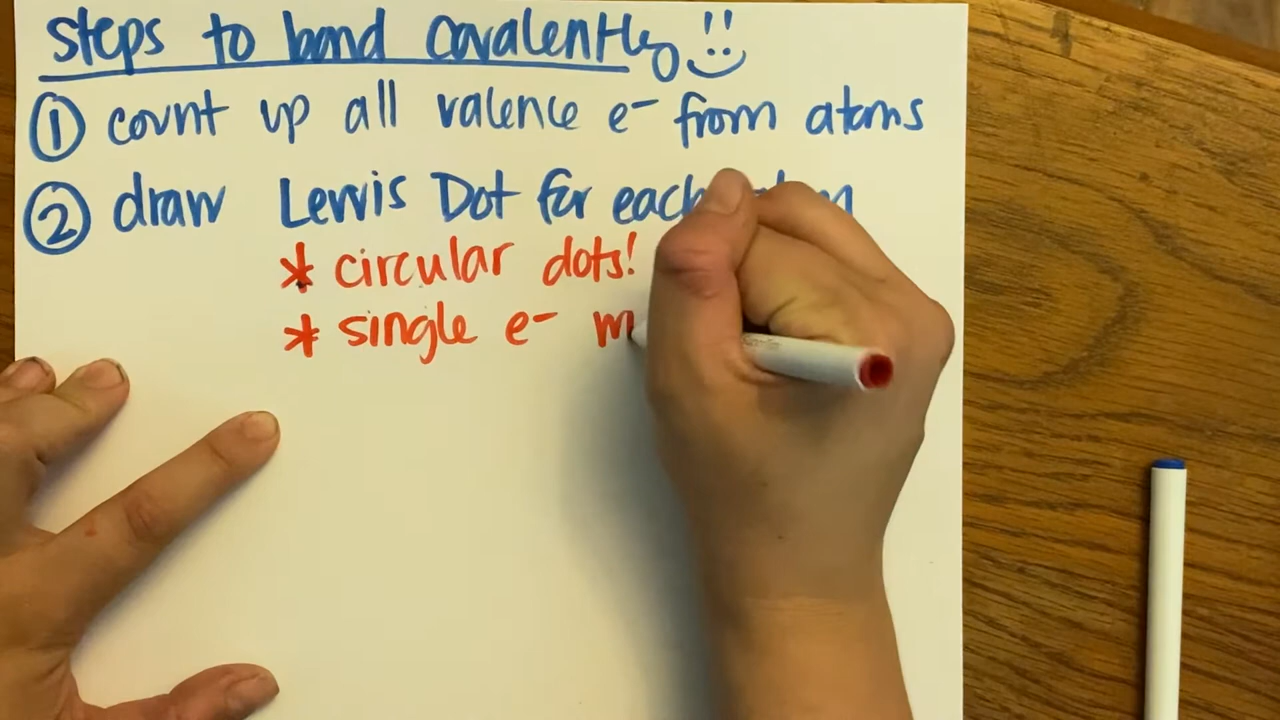 steps to bond covalently
① count up all valence e- from atoms
② draw Lewis Dot for each
* circular dots!
* single e- m